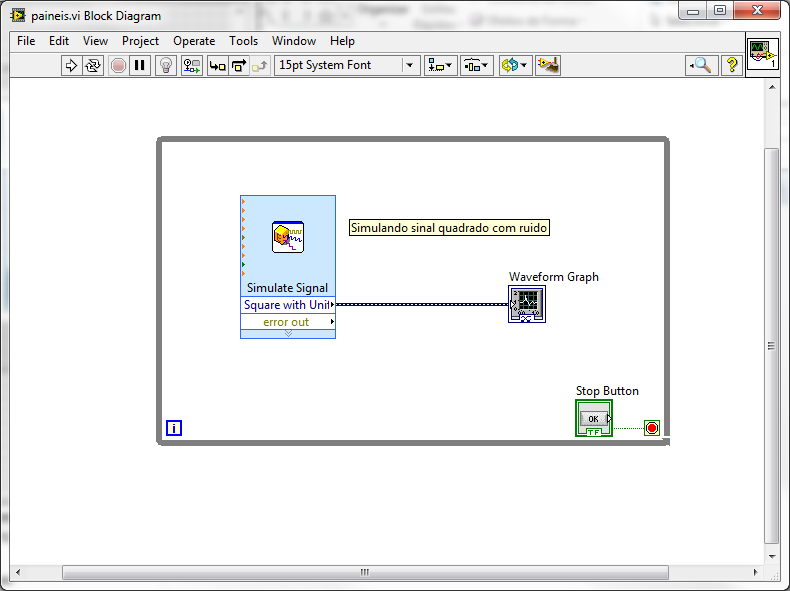 paineis.vi Block Diagram
File Edit View Project Operate Tools Window Help
15pt System Font
?
1
Simulate Signal
Square with Unif
error out
Simulando sinal quadrado com ruido
Waveform Graph
Stop Button
OK
TF
i